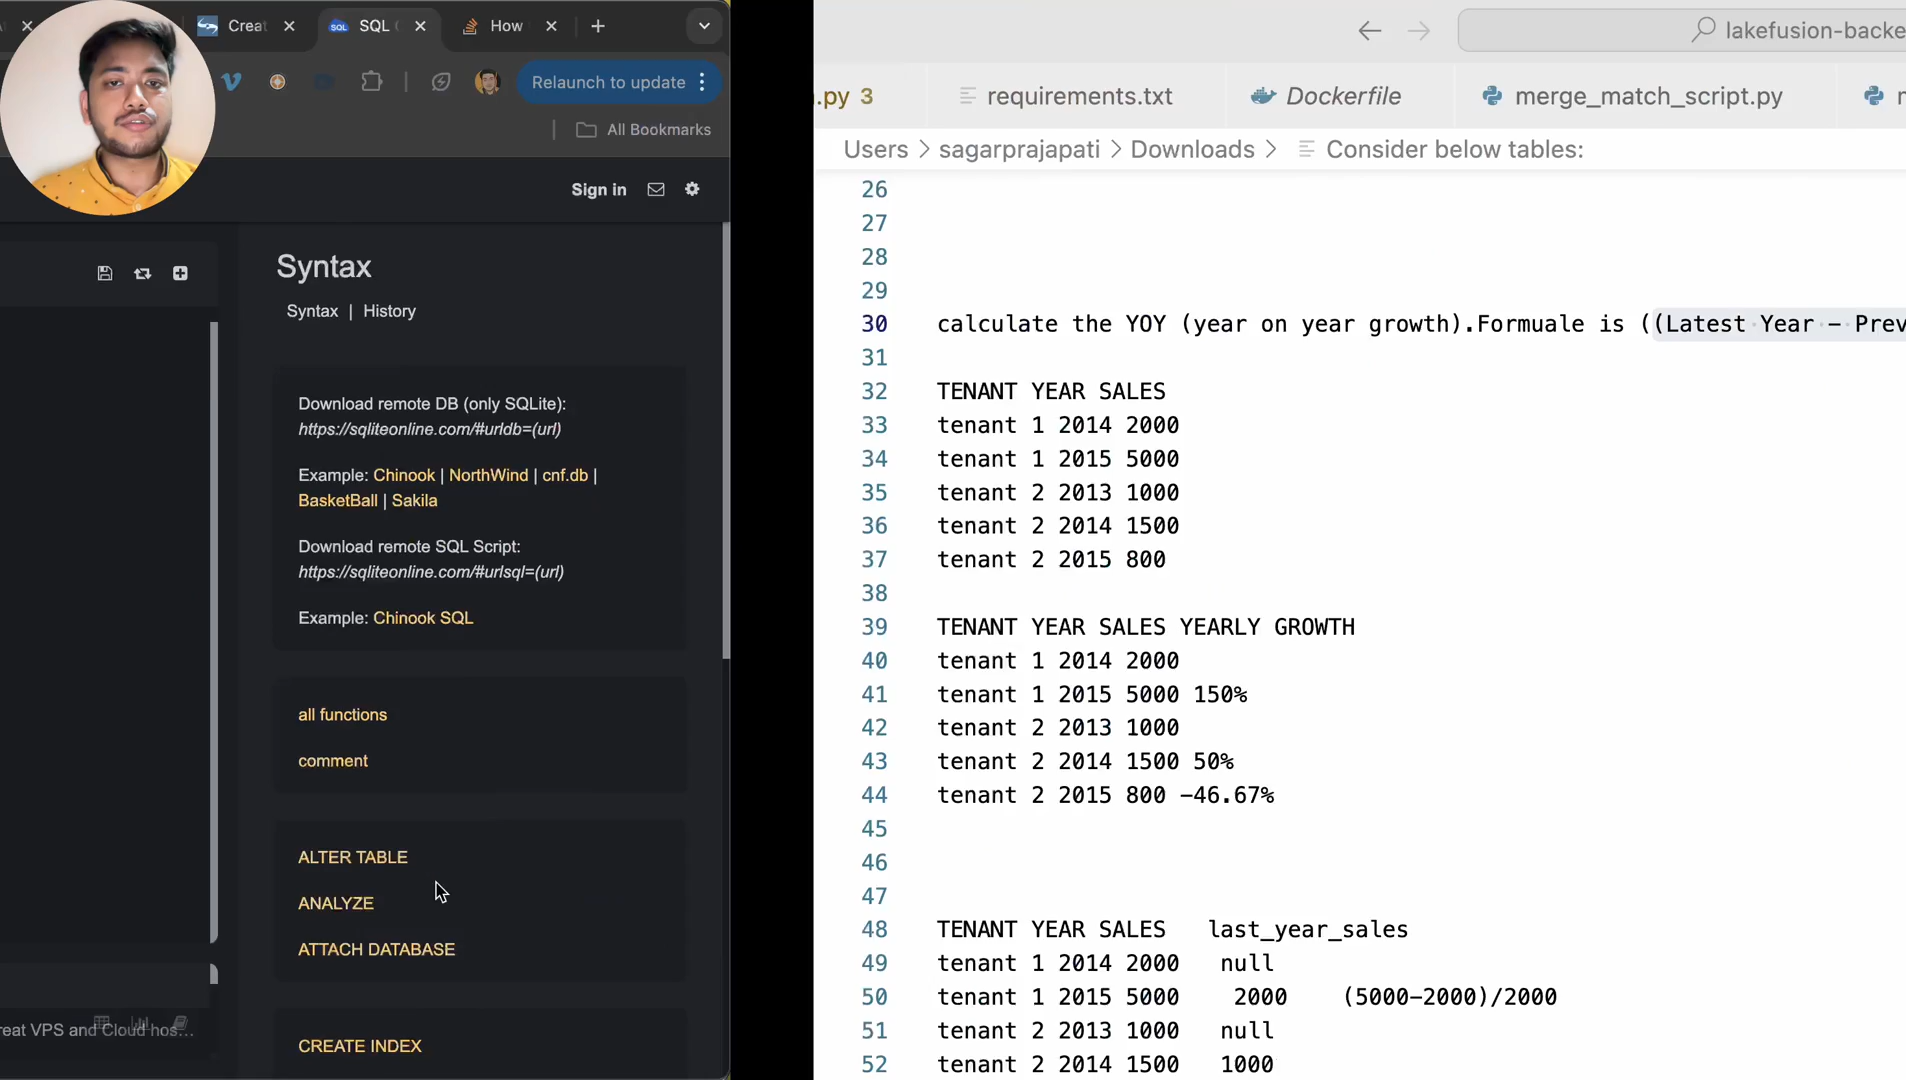 Creat
SQL
SQL
How
Relaunch to update
All Bookmarks
Sign in
Syntax
Syntax | History
Download remote DB (only SQLite):
https://sqliteonline.com/#urldb=(url)
Example: Chinook | NorthWind | cnf.db |
BasketBall | Sakila
Download remote SQL Script:
https://sqliteonline.com/#urlsql=(url)
Example: Chinook SQL
all functions
comment
ALTER TABLE
ANALYZE
ATTACH DATABASE
reat VPS and Cloud hos...
CREATE INDEX
lakefusion-backe
.py 3
requirements.txt
Dockerfile
merge_match_script.py
Users > sagarprajapati > Downloads > Consider below tables:
26
27
28
29
30 calculate the YOY (year on year growth).Formuale is ((Latest Year - Prev
31
32 TENANT YEAR SALES
33 tenant 1 2014 2000
34 tenant 1 2015 5000
35 tenant 2 2013 1000
36 tenant 2 2014 1500
37 tenant 2 2015 800
38
39 TENANT YEAR SALES YEARLY GROWTH
40 tenant 1 2014 2000
41 tenant 1 2015 5000 150%
42 tenant 2 2013 1000
43 tenant 2 2014 1500 50%
44 tenant 2 2015 800 -46.67%
45
46
47
48 TENANT YEAR SALES last_year_sales
49 tenant 1 2014 2000 null
50 tenant 1 2015 5000 2000 (5000-2000)/2000
51 tenant 2 2013 1000 null
52 tenant 2 2014 1500 1000